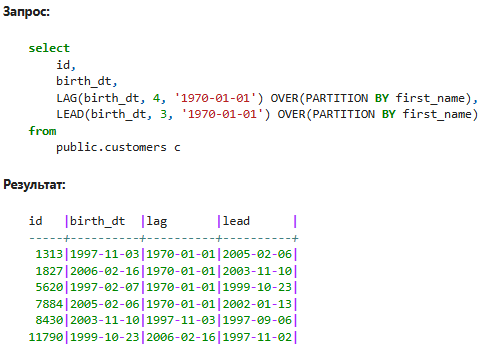 Запрос:
select
id,
birth_dt,
LAG(birth_dt, 4, '1970-01-01') OVER(PARTITION BY first_name),
LEAD(birth_dt, 3, '1970-01-01') OVER(PARTITION BY first_name)
from
public.customers c
Результат:
id |birth_dt |lag |lead |
-----+----------+----------+----------+
1313|1997-11-03|1970-01-01|2005-02-06|
1827|2006-02-16|1970-01-01|2003-11-10|
5620|1997-02-07|1970-01-01|1999-10-23|
7884|2005-02-06|1970-01-01|2002-01-13|
8430|2003-11-10|1997-11-03|1997-09-06|
11790|1999-10-23|2006-02-16|1997-11-02|